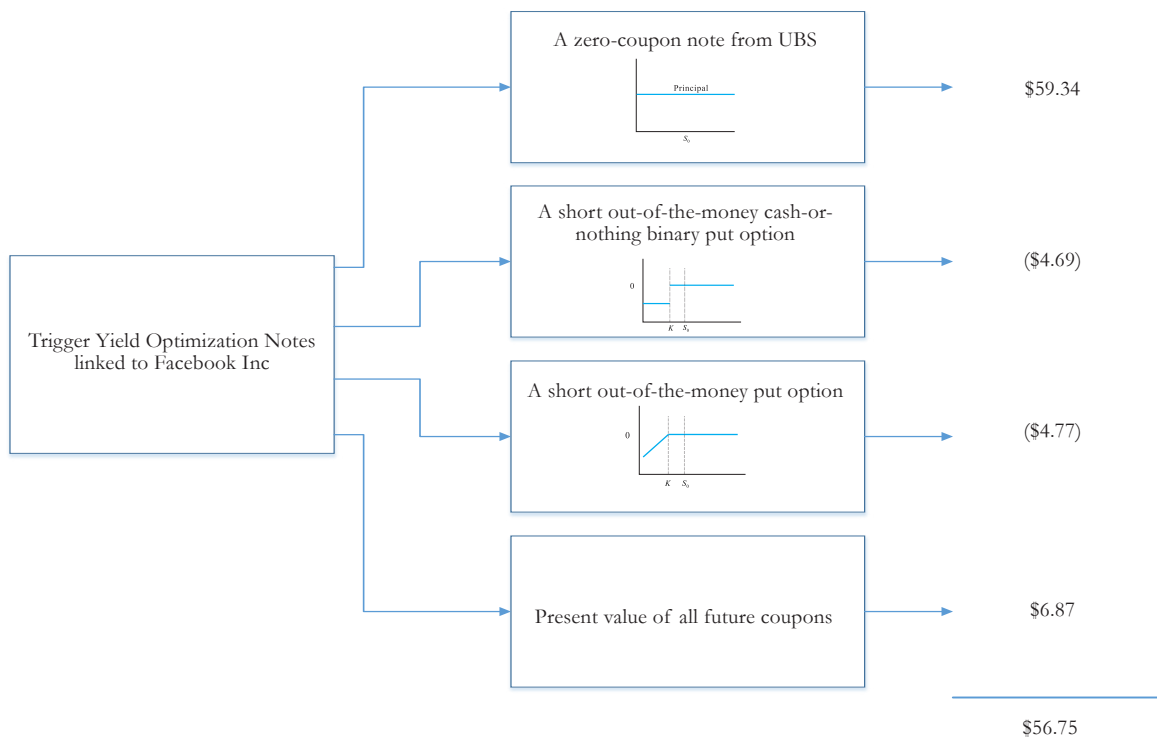 A zero-coupon note from UBS
Principal
S₀
$59.34
A short out-of-the-money cash-or-
nothing binary put option
0
K S₀
($4.69)
Trigger Yield Optimization Notes
linked to Facebook Inc
A short out-of-the-money put option
0
K S₀
($4.77)
Present value of all future coupons
$6.87
$56.75